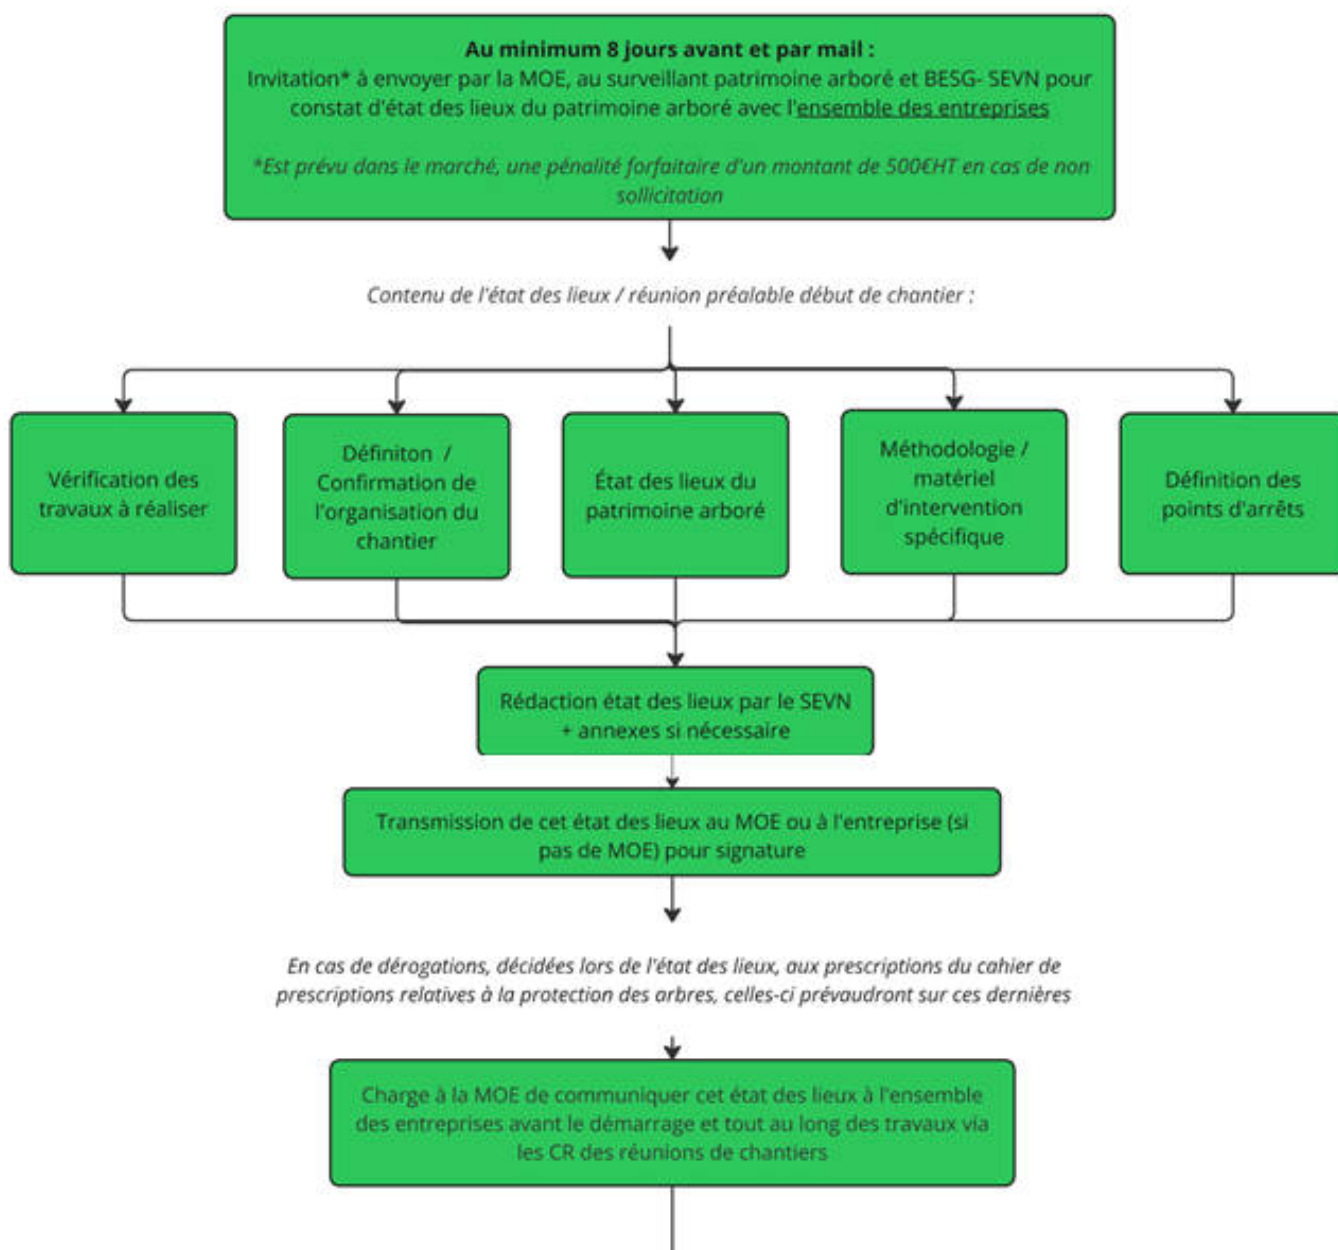 Au minimum 8 jours avant et par mail :
Invitation* à envoyer par la MOE, au surveillant patrimoine arboré et BESG- SEVN pour
constat d'état des lieux du patrimoine arboré avec l'ensemble des entreprises
*Est prévu dans le marché, une pénalité forfaitaire d'un montant de 500€HT en cas de non
sollicitation
Contenu de l'état des lieux / réunion préalable début de chantier :
Vérification des
travaux à réaliser
Définiton /
Confirmation de
l'organisation du
chantier
État des lieux du
patrimoine arboré
Méthodologie /
matériel
d'intervention
spécifique
Définition des
points d'arrêts
Rédaction état des lieux par le SEVN
+ annexes si nécessaire
Transmission de cet état des lieux au MOE ou à l'entreprise (si
pas de MOE) pour signature
En cas de dérogations, décidées lors de l'état des lieux, aux prescriptions du cahier de
prescriptions relatives à la protection des arbres, celles-ci prévaudront sur ces dernières
Charge à la MOE de communiquer cet état des lieux à l'ensemble
des entreprises avant le démarrage et tout au long des travaux via
les CR des réunions de chantiers